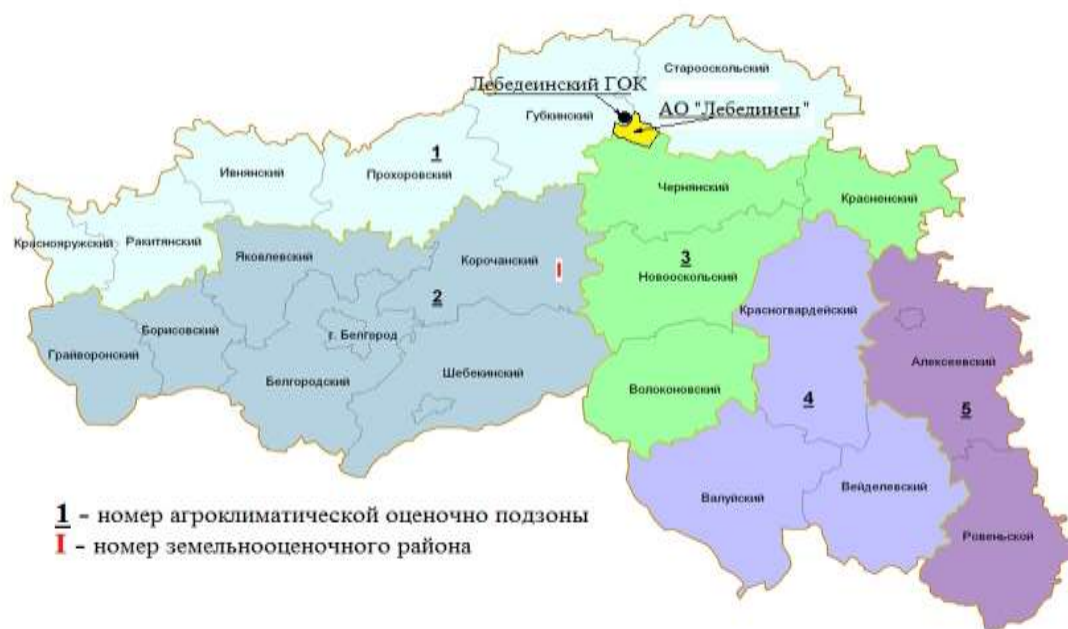 Старооскольский
Лебедеинский ГОК
АО "Лебединец"
Губкинский
1
Ивнянский
Прохоровский
Чернянский
Красненский
Краснояружский
Ракитянский
Яковлевский
Корочанский
I
3
Новооскольский
2
Красногвардейский
Борисовский
г. Белгород
Грайворонский
Алексеевский
Белгородский
Шебекинский
Волоконовский
4
5
Валуйский
Вейделевский
Ровеньской
1 - номер агроклиматической оценочно подзоны
I - номер земельнооценочного района